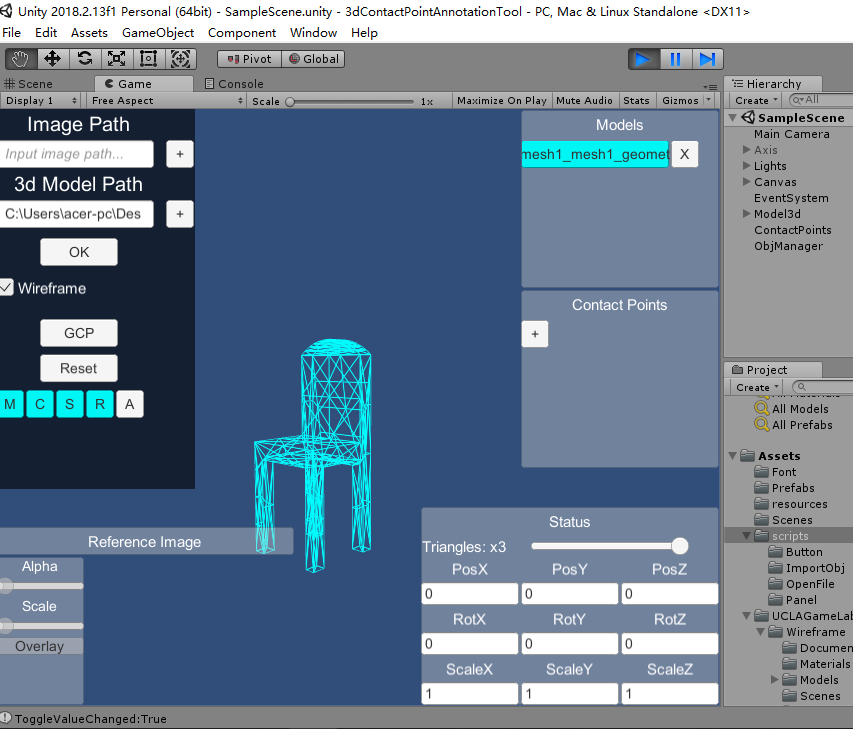 Unity 2018.2.13f1 Personal (64bit) - SampleScene.unity - 3dContactPointAnnotationTool - PC, Mac & Linux Standalone <DX11>
File Edit Assets GameObject Component Window Help
Pivot Global
Scene Game Console
Display 1 Free Aspect Scale 1x Maximize On Play Mute Audio Stats Gizmos
Image Path
Input image path... +
3d Model Path
C:\Users\acer-pc\Des +
OK
Wireframe
GCP
Reset
M C S R A
Reference Image
Alpha
Scale
Overlay
Models
mesh1_mesh1_geomet X
Contact Points
+
Status
Triangles: x3
PosX PosY PosZ
0 0 0
RotX RotY RotZ
0 0 0
ScaleX ScaleY ScaleZ
1 1 1
Hierarchy
Create All
SampleScene
Main Camera
Axis
Lights
Canvas
EventSystem
Model3d
ContactPoints
ObjManager
Project
Create
All Models
All Prefabs
Assets
Font
Prefabs
resources
Scenes
scripts
Button
ImportObj
OpenFile
Panel
UCLAGameLab
Wireframe
Documen
Materials
Models
Scenes
ToggleValueChanged:True